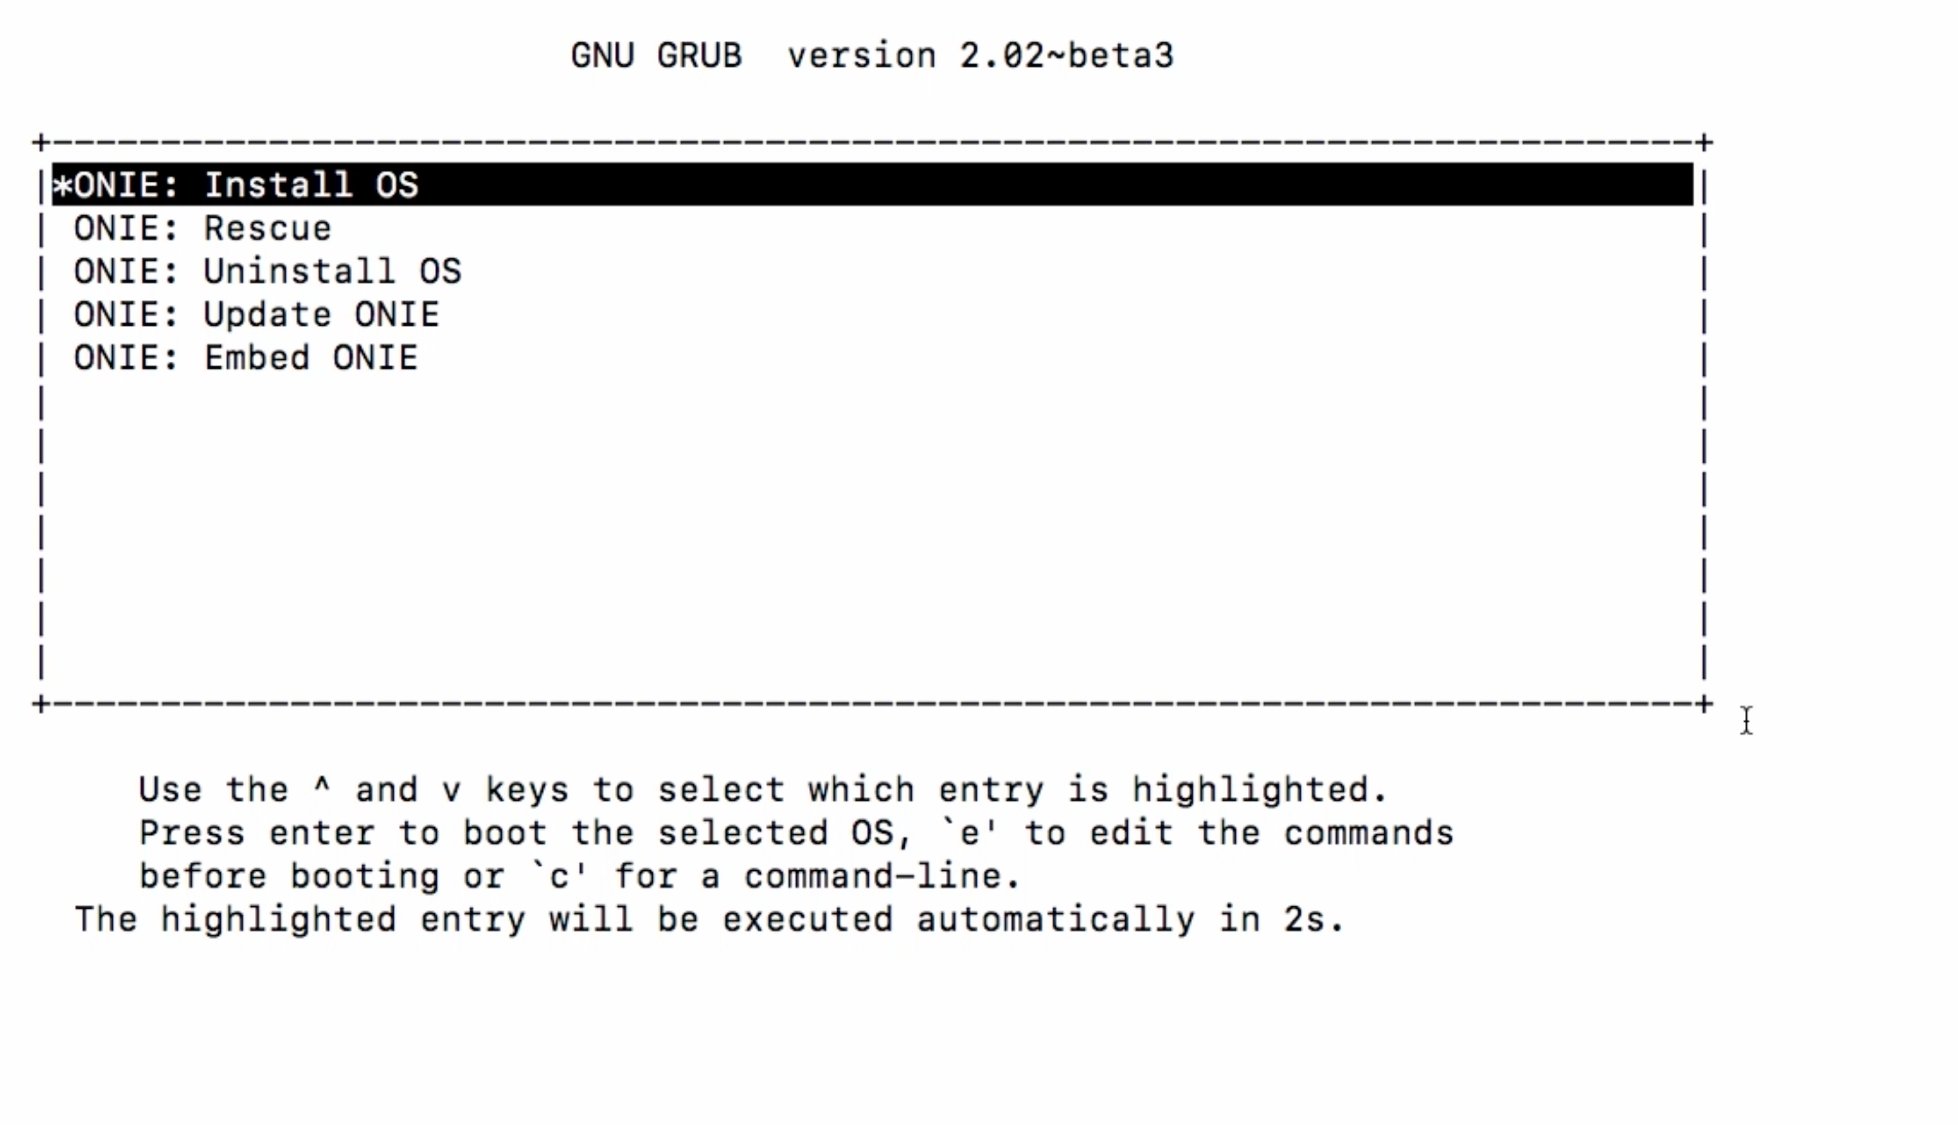 GNU GRUB  version 2.02~beta3
*ONIE: Install OS
ONIE: Rescue
ONIE: Uninstall OS
ONIE: Update ONIE
ONIE: Embed ONIE
Use the ^ and v keys to select which entry is highlighted.
Press enter to boot the selected OS, `e' to edit the commands
before booting or `c' for a command-line.
The highlighted entry will be executed automatically in 2s.